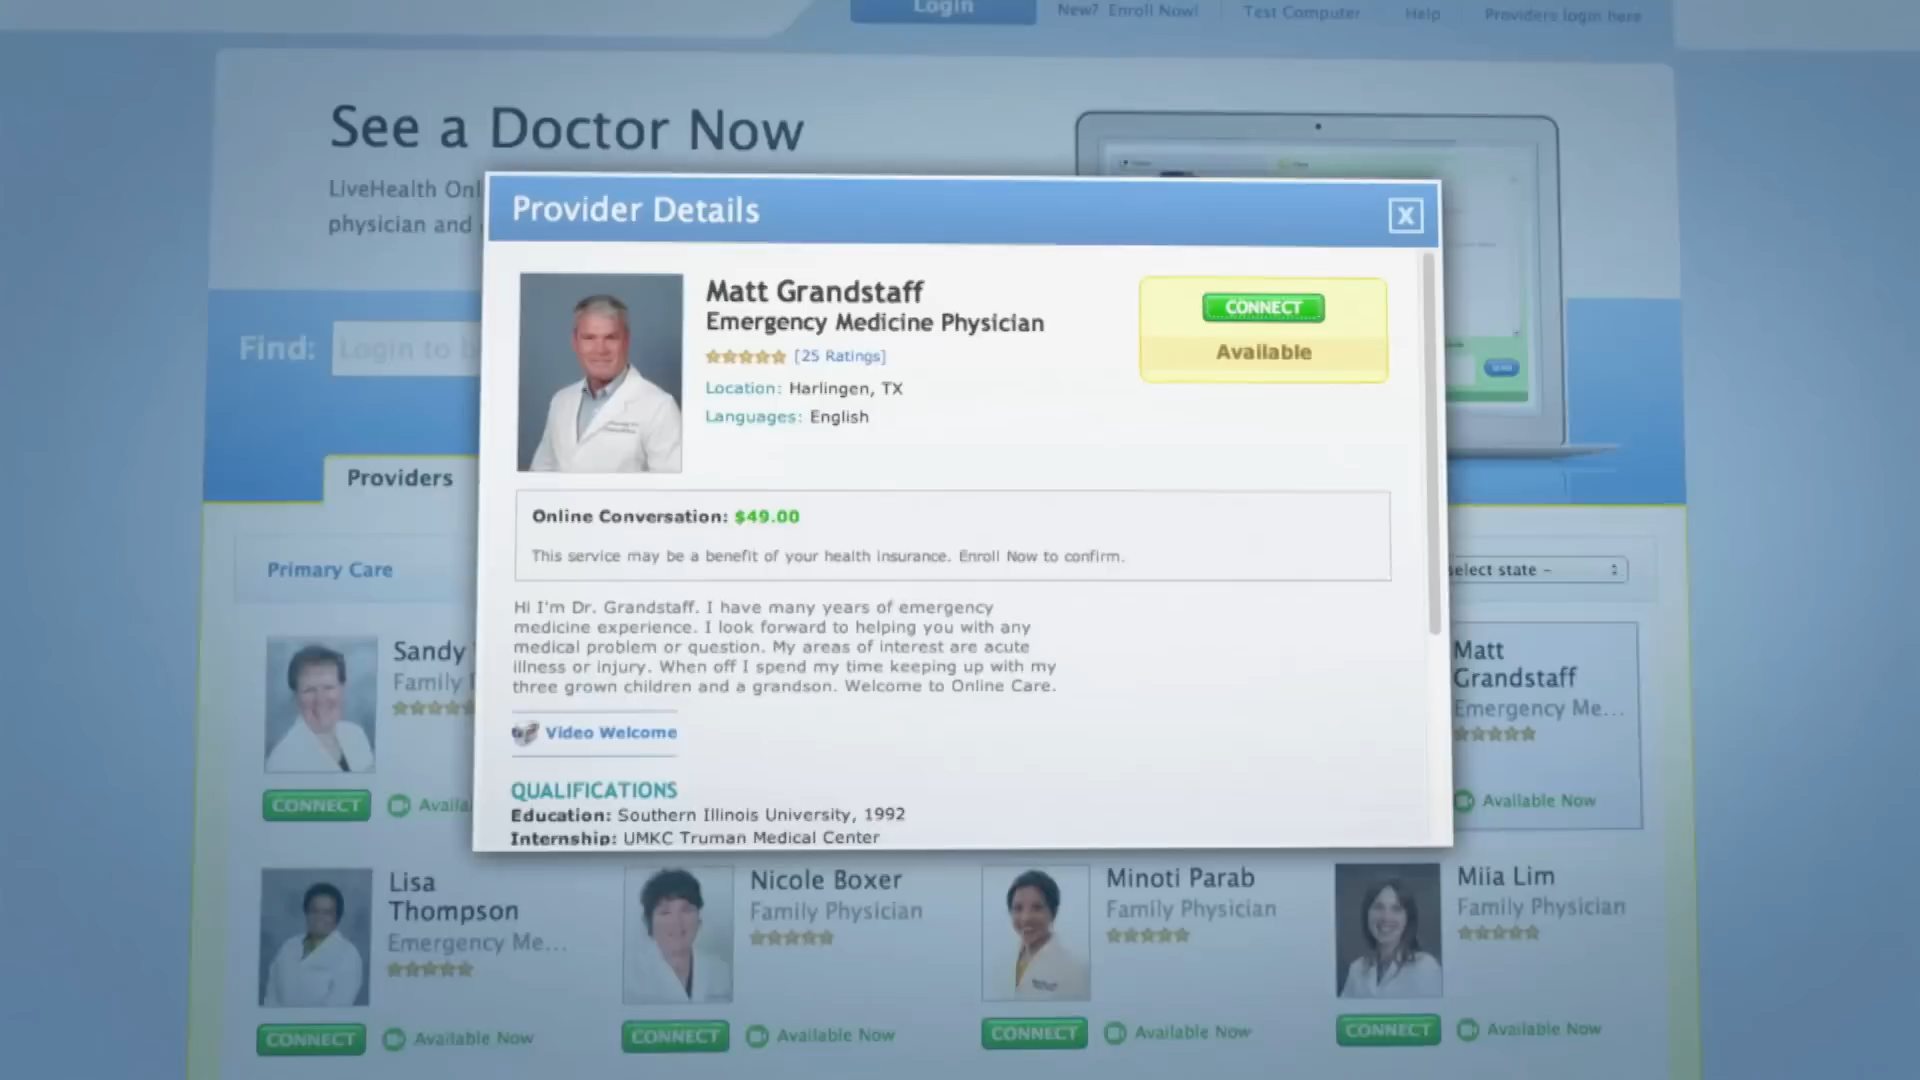 Login
New? Enroll Now!
Test Computer
Help
Providers login here
See a Doctor Now
LiveHealth Onl
physician and
Find:
Login to b
Provider Details
X
Matt Grandstaff
Emergency Medicine Physician
[25 Ratings]
Location: Harlingen, TX
Languages: English
CONNECT
Available
Online Conversation: $49.00
This service may be a benefit of your health insurance. Enroll Now to confirm.
Hi I'm Dr. Grandstaff. I have many years of emergency
medicine experience. I look forward to helping you with any
medical problem or question. My areas of interest are acute
illness or injury. When off I spend my time keeping up with my
three grown children and a grandson. Welcome to Online Care.
Video Welcome
QUALIFICATIONS
Education: Southern Illinois University, 1992
Internship: UMKC Truman Medical Center
Providers
Primary Care
select state -
Sandy
Family
CONNECT
Availa
Matt
Grandstaff
Emergency Me...
Available Now
Lisa
Thompson
Emergency Me...
CONNECT
Available Now
Nicole Boxer
Family Physician
CONNECT
Available Now
Minoti Parab
Family Physician
CONNECT
Available Now
Miia Lim
Family Physician
CONNECT
Available Now